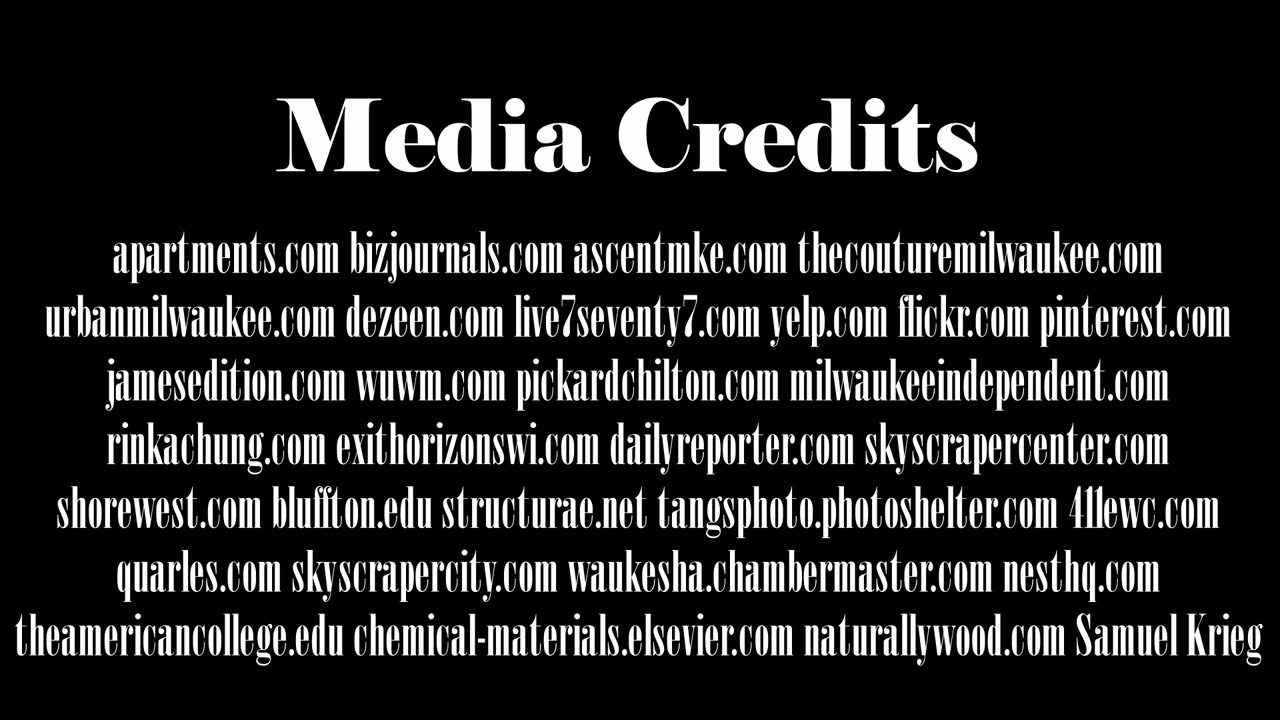 Media Credits
apartments.com bizjournals.com ascentmke.com thecouturemilwaukee.com
urbanmilwaukee.com dezeen.com live7seventy7.com yelp.com flickr.com pinterest.com
jamesedition.com wuwm.com pickardchilton.com milwaukeeindependent.com
rinkachung.com exithorizonswi.com dailyreporter.com skyscrapercenter.com
shorewest.com bluffton.edu structurae.net tangsphoto.photoshelter.com 411ewc.com
quarles.com skyscrapercity.com waukesha.chambermaster.com nesthq.com
theamericancollege.edu chemical-materials.elsevier.com naturallywood.com Samuel Krieg